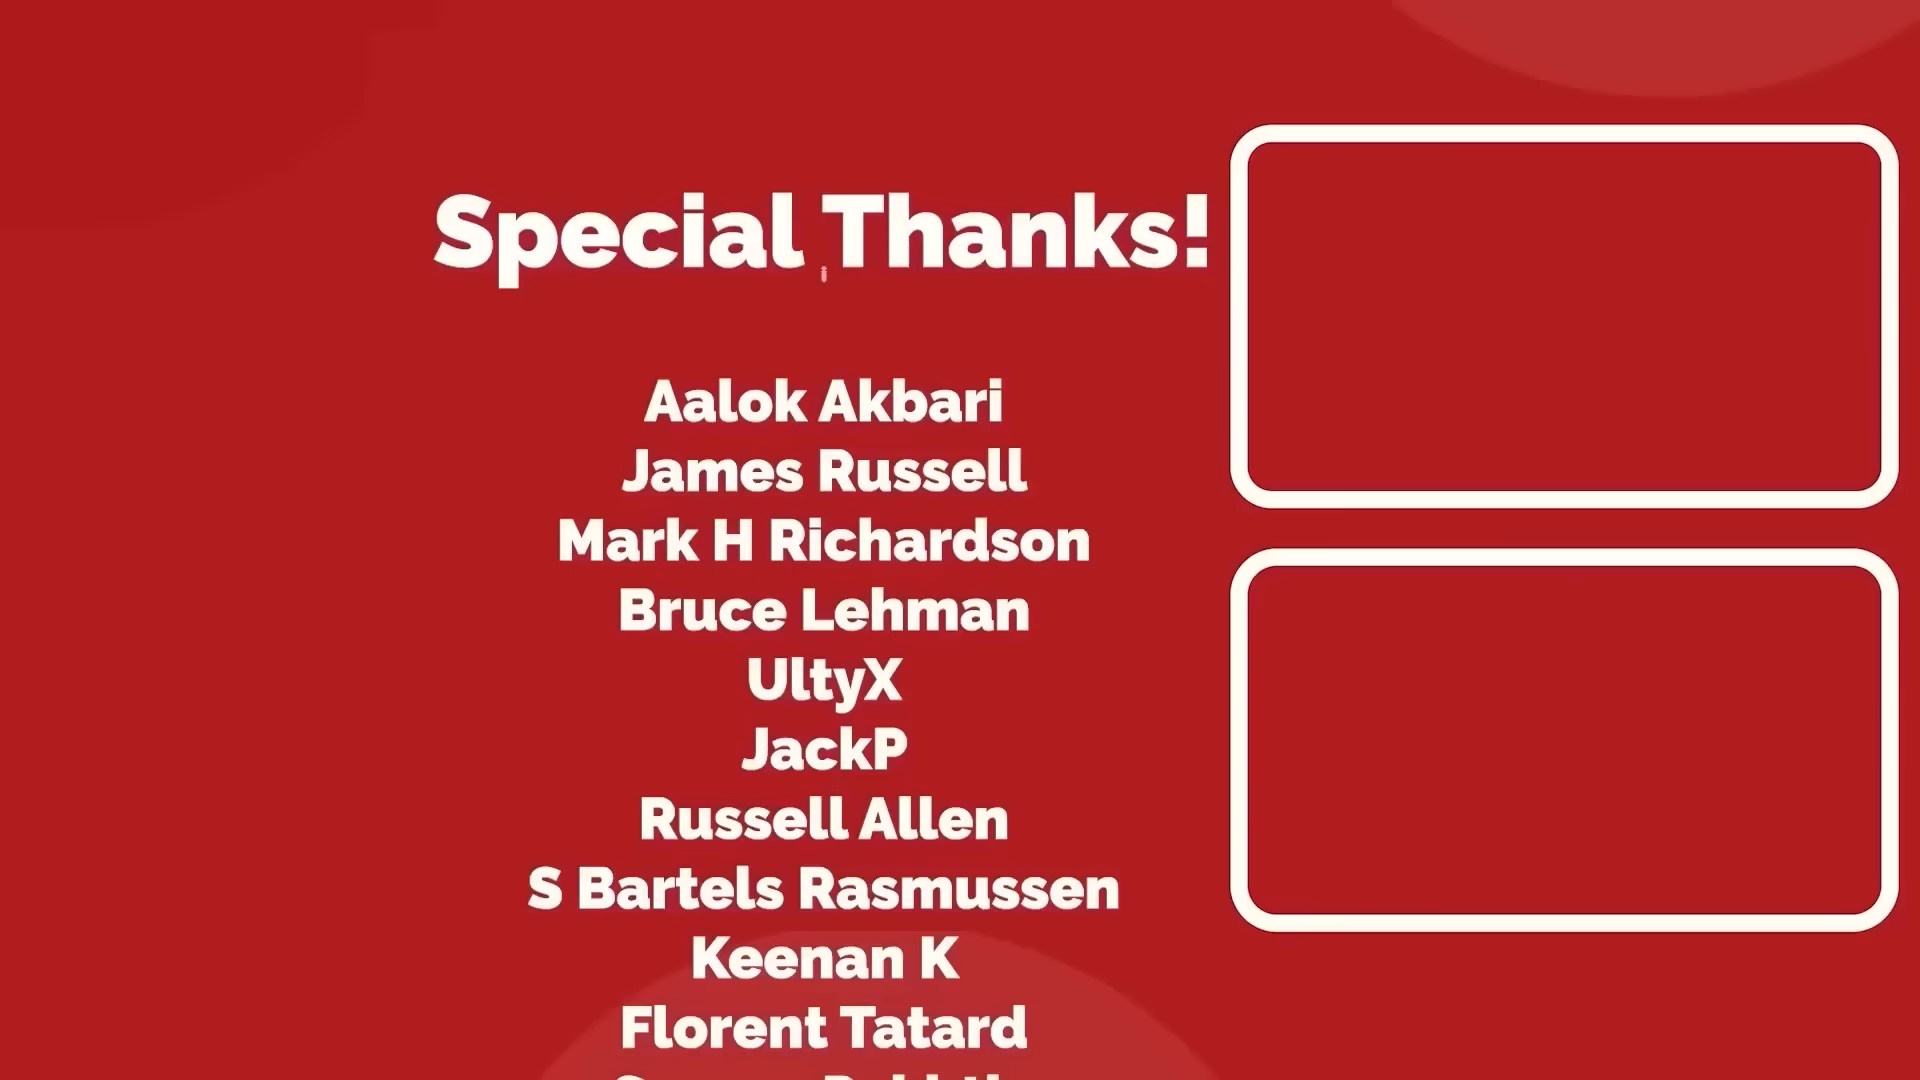 Special Thanks!
Aalok Akbari
James Russell
Mark H Richardson
Bruce Lehman
UltyX
JackP
Russell Allen
S Bartels Rasmussen
Keenan K
Florent Tatard